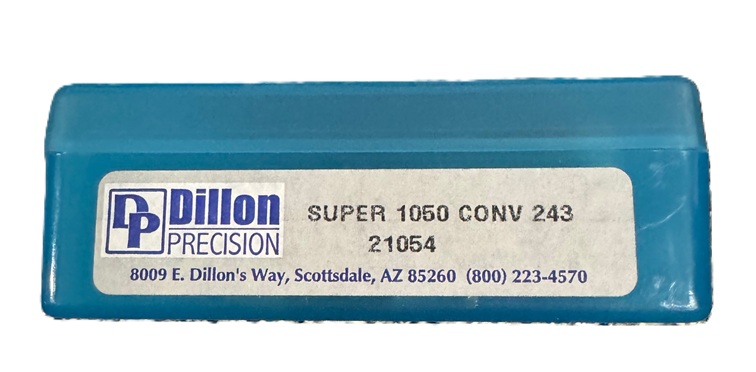 DP Dillon
PRECISION
SUPER 1050 CONV 243
21054
8009 E. Dillon's Way, Scottsdale, AZ 85260 (800) 223-4570